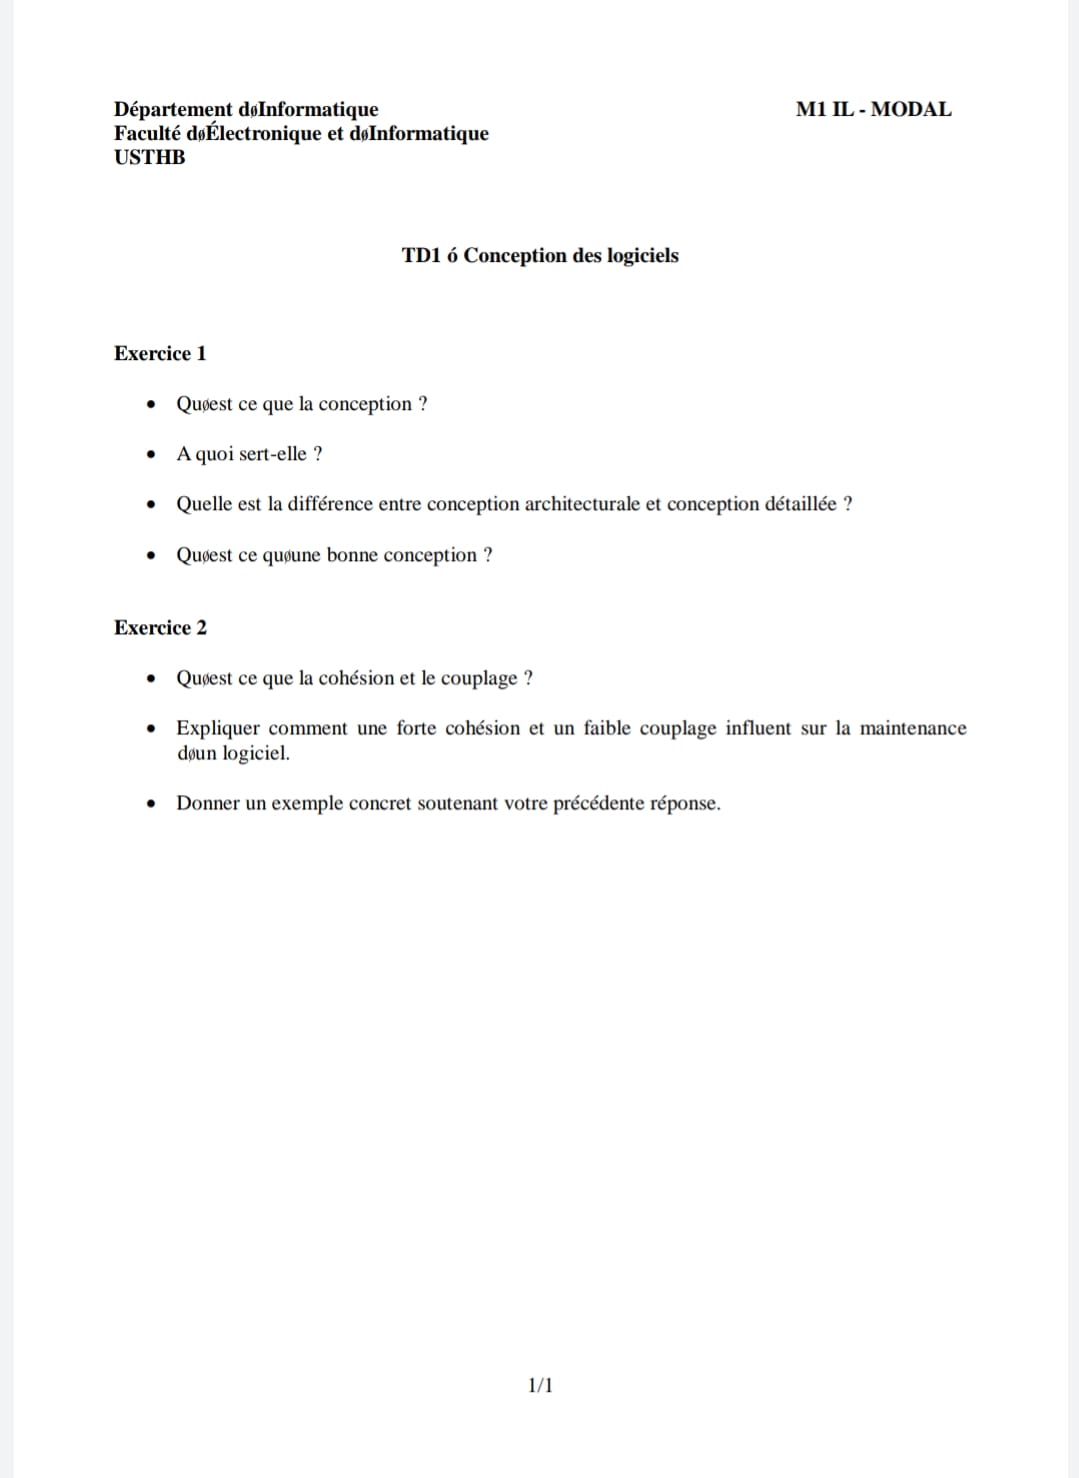 Département døInformatique
M1 IL - MODAL
Faculté døÉlectronique et døInformatique
USTHB
TD1 ó Conception des logiciels
Exercice 1
• Quøest ce que la conception ?
• A quoi sert-elle ?
• Quelle est la différence entre conception architecturale et conception détaillée ?
• Quøest ce quøune bonne conception ?
Exercice 2
• Quøest ce que la cohésion et le couplage ?
• Expliquer comment une forte cohésion et un faible couplage influent sur la maintenance
døun logiciel.
• Donner un exemple concret soutenant votre précédente réponse.
1/1